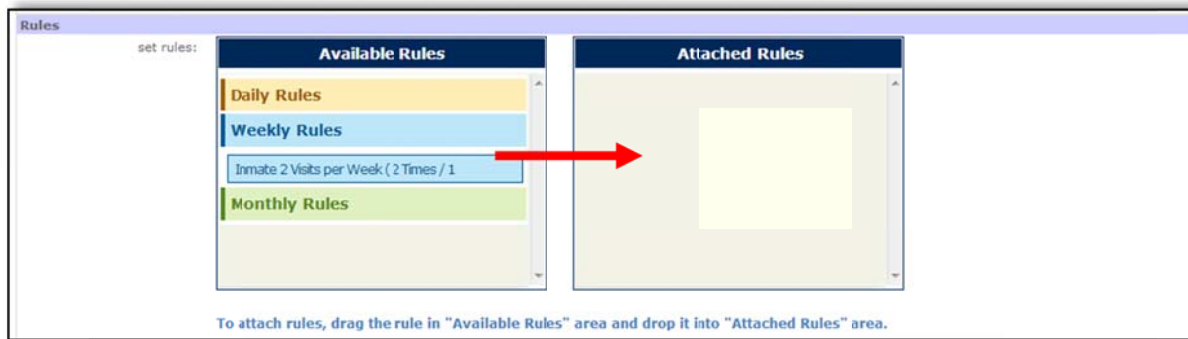 Rules
set rules:
Available Rules
Attached Rules
Daily Rules
Weekly Rules
Inmate 2 Visits per Week ( 2 Times / 1
Monthly Rules
To attach rules, drag the rule in "Available Rules" area and drop it into "Attached Rules" area.